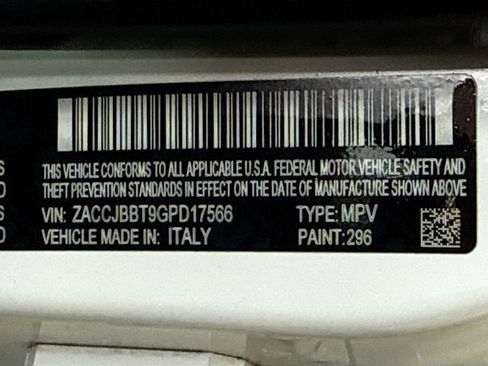 THIS VEHICLE CONFORMS TO ALL APPLICABLE U.S.A. FEDERAL MOTOR VEHICLE SAFETY AND
THEFT PREVENTION STANDARDS IN EFFECT ON THE DATE OF MANUFACTURE SHOWN ABOVE
VIN: ZACCJBBT9GPD17566 TYPE: MPV
VEHICLE MADE IN: ITALY PAINT: 296